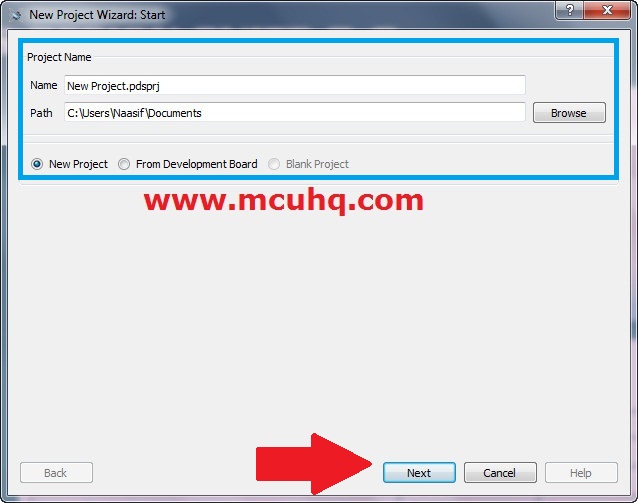 New Project Wizard: Start
?
Project Name
Name New Project.pdsprj
Path C:\Users\Naasif\Documents Browse
New Project From Development Board Blank Project
www.mcuhq.com
Back Next Cancel Help